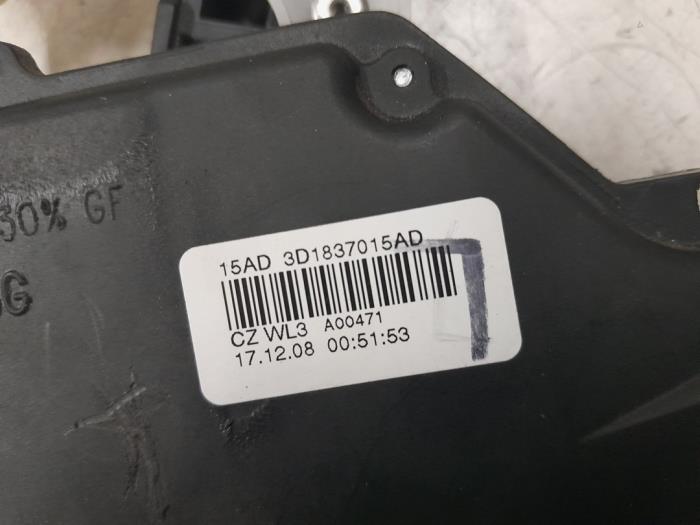 30% GF
G
15AD 3D1837015AD
CZ WL3 A00471
17.12.08 00:51:53